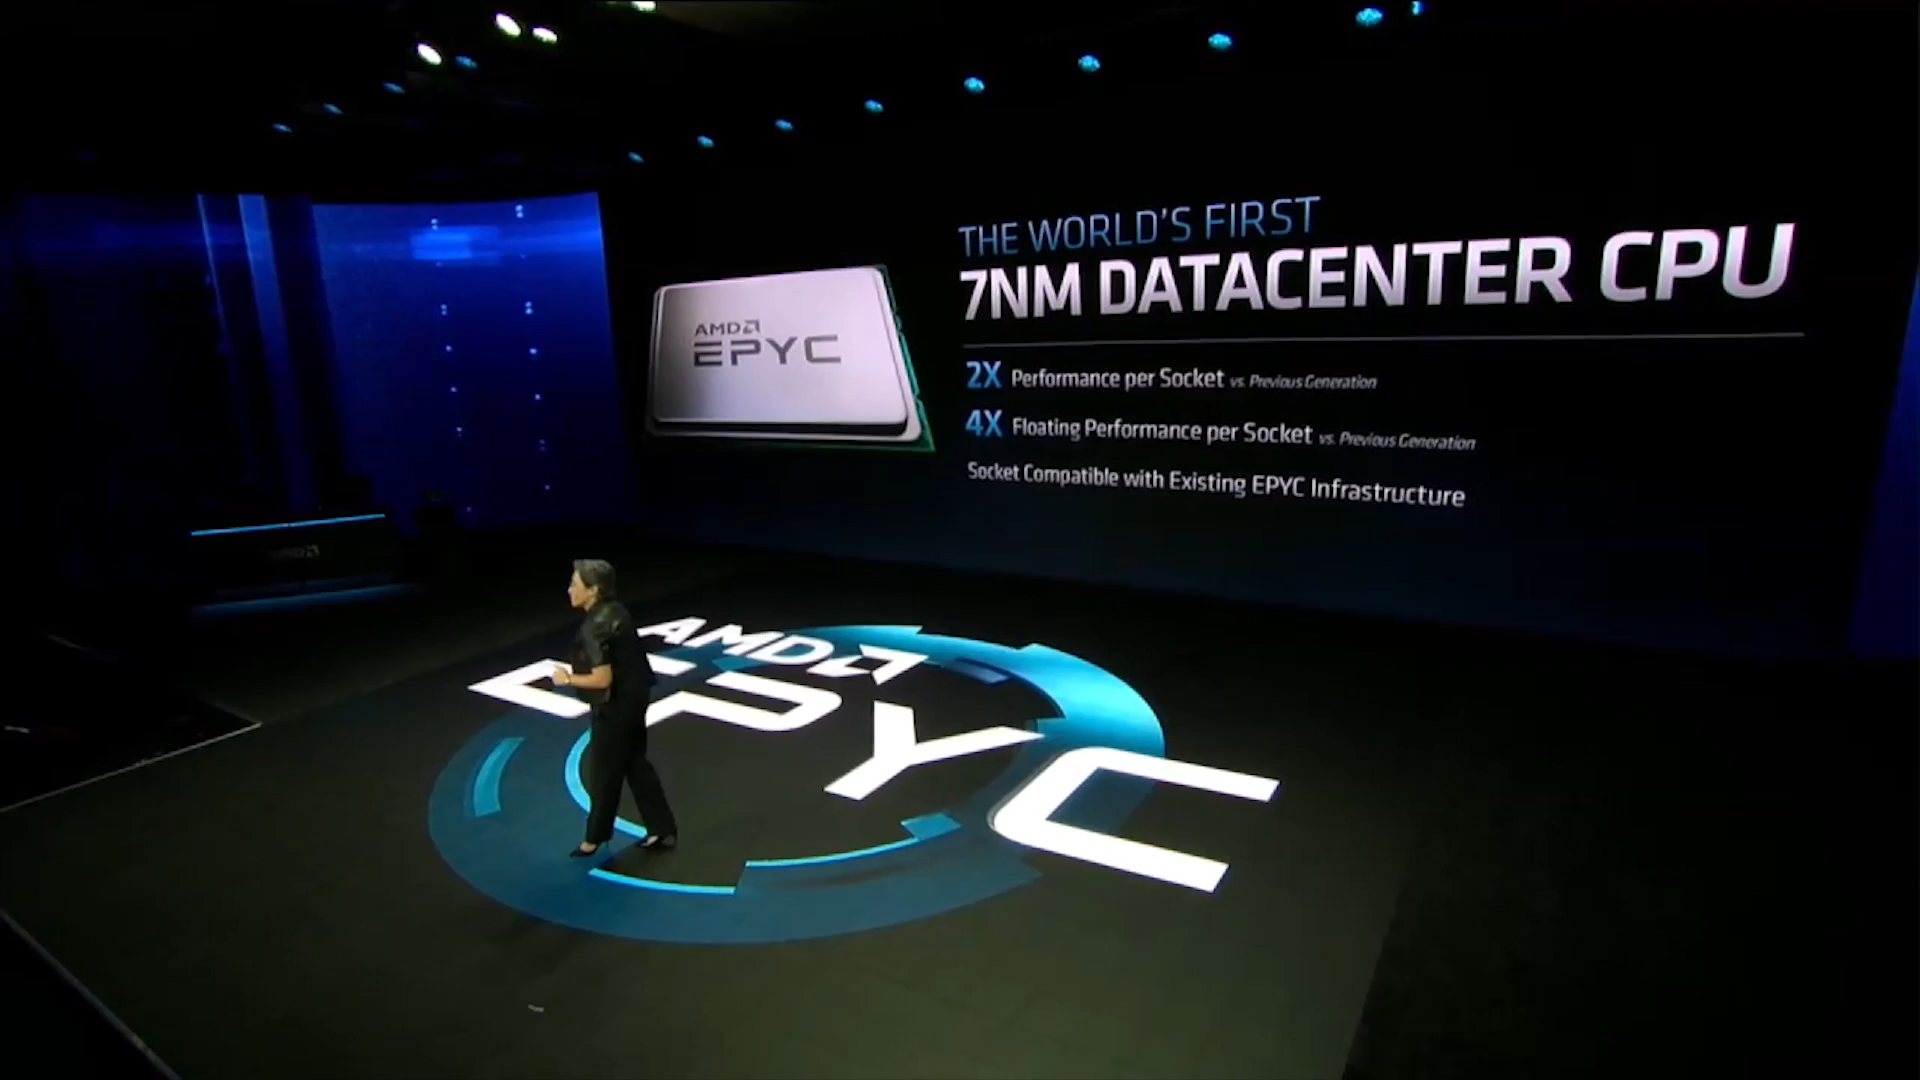 THE WORLD'S FIRST
7NM DATACENTER CPU
AMD
EPYC
2X Performance per Socket vs. Previous Generation
4X Floating Performance per Socket vs. Previous Generation
Socket Compatible with Existing EPYC Infrastructure
AMD
AMD
EPYC